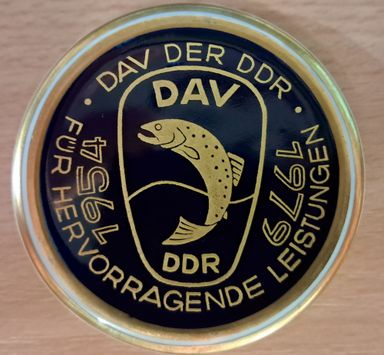 · DAV DER DDR ·
1954
1979
FÜR HERVORRAGENDE LEISTUNGEN
DAV
DDR